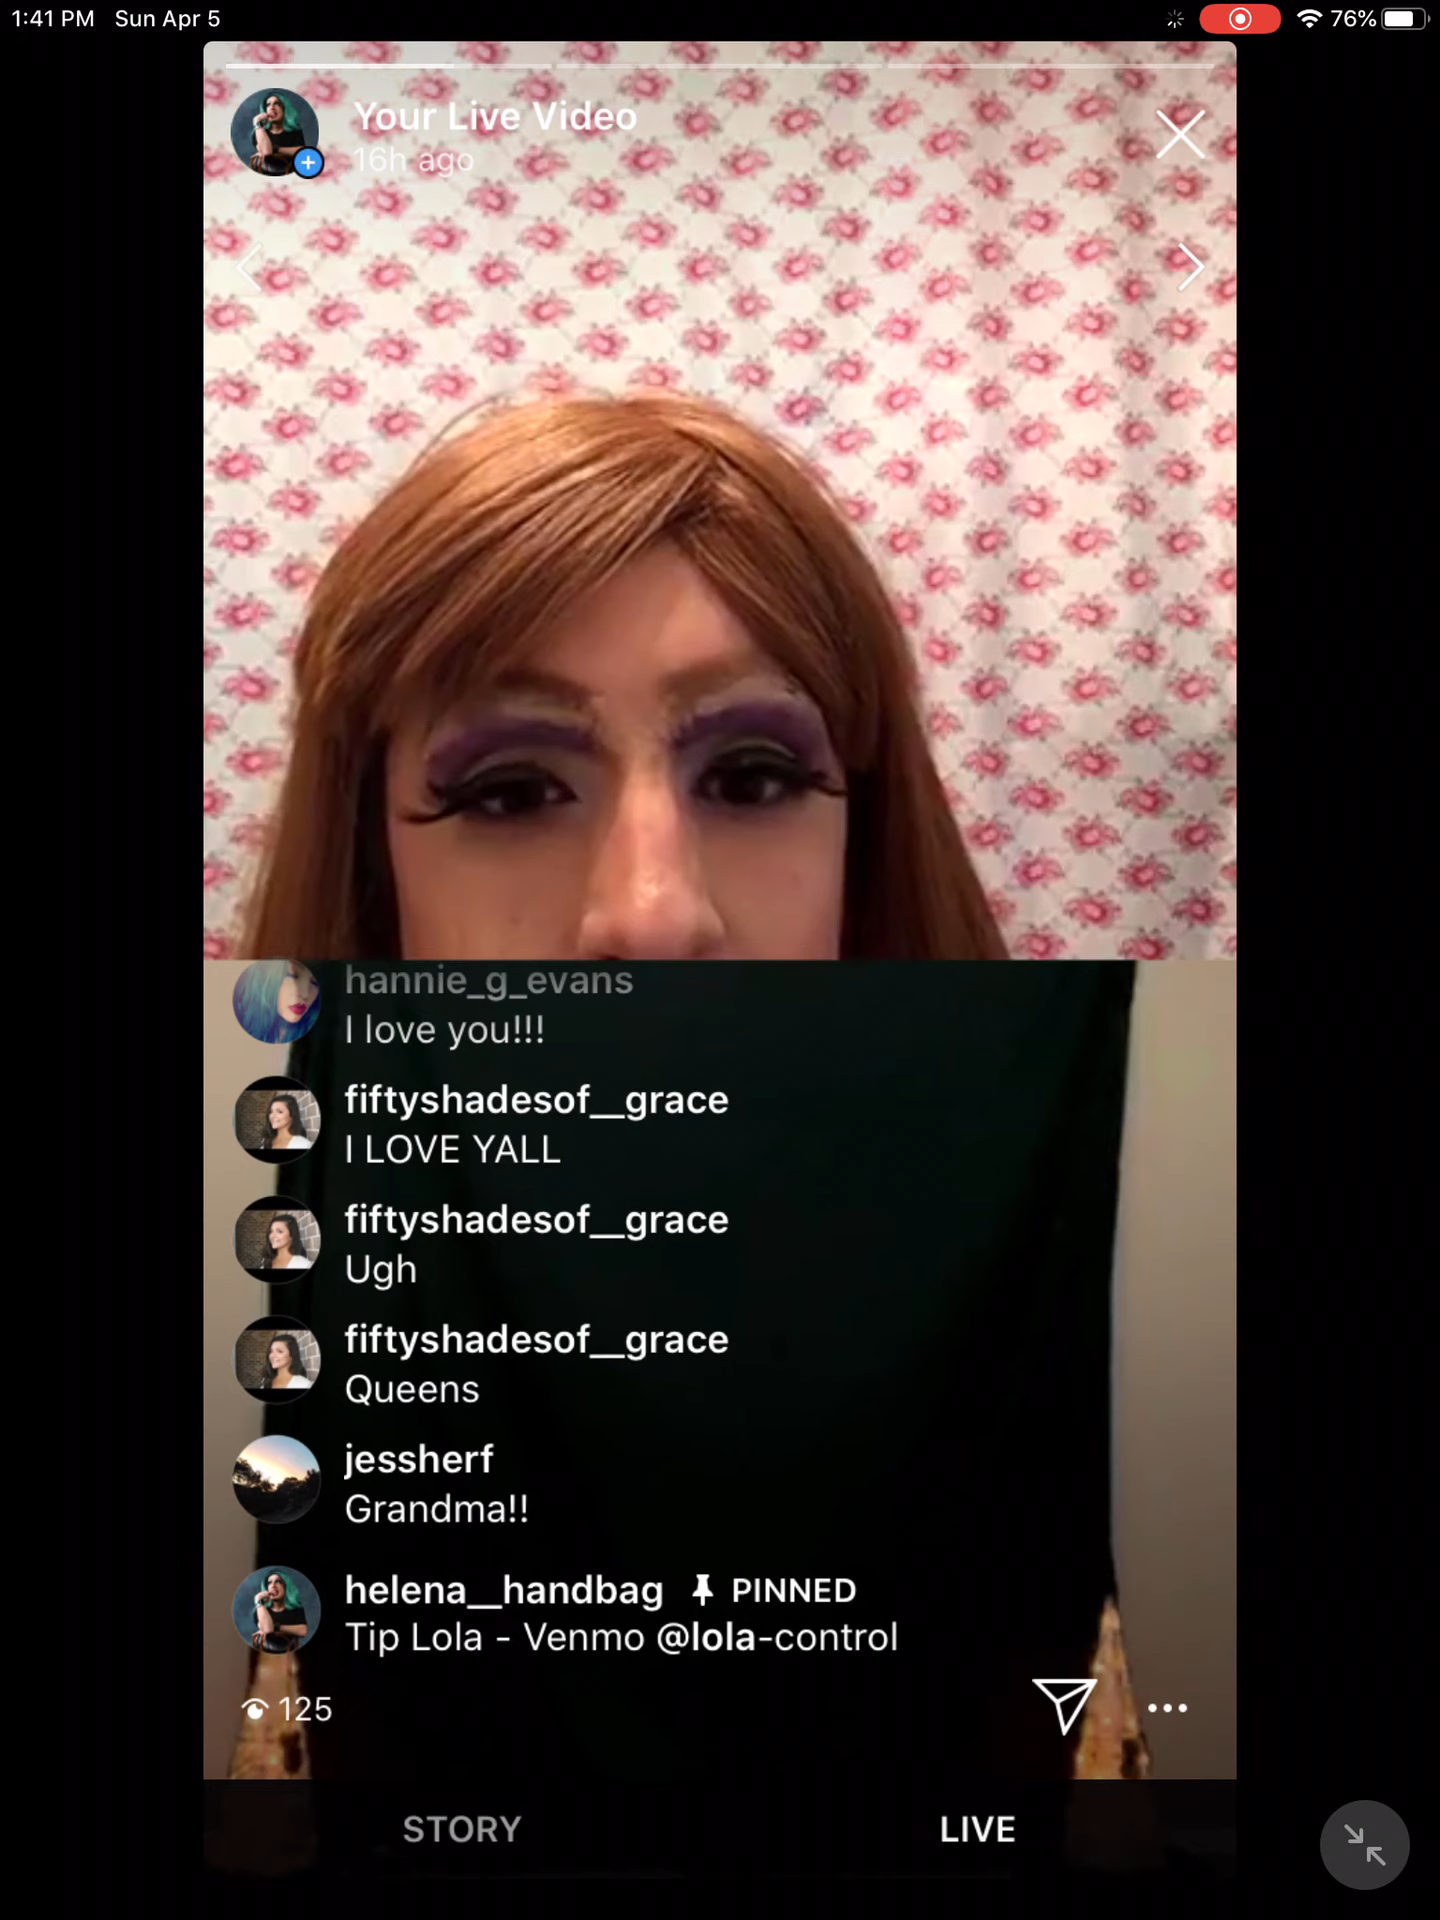 1:41 PM Sun Apr 5
76%
Your Live Video
16h ago
hannie_g_evans
I love you!!!
fiftyshadesof__grace
I LOVE YALL
fiftyshadesof__grace
Ugh
fiftyshadesof__grace
Queens
jessherf
Grandma!!
helena__handbag PINNED
Tip Lola - Venmo @lola-control
125
STORY LIVE